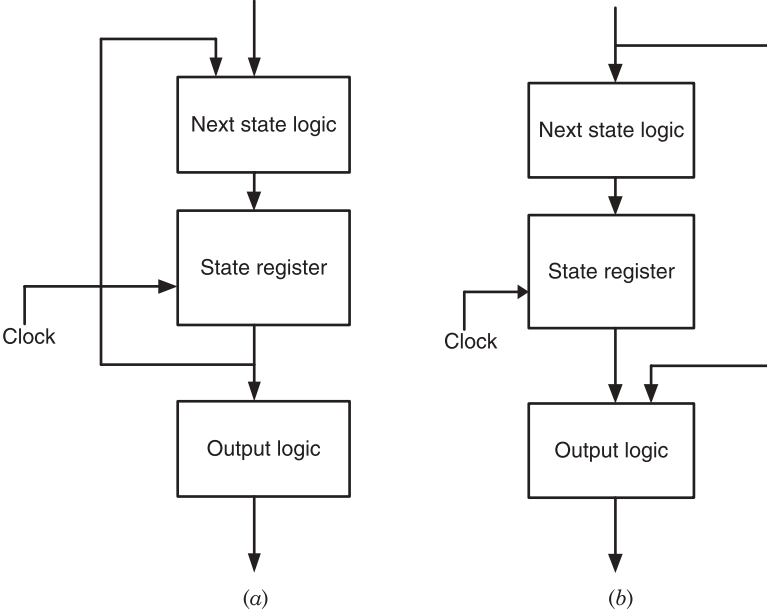 Next state logic
State register
Clock
Output logic
(a)
Next state logic
State register
Clock
Output logic
(b)